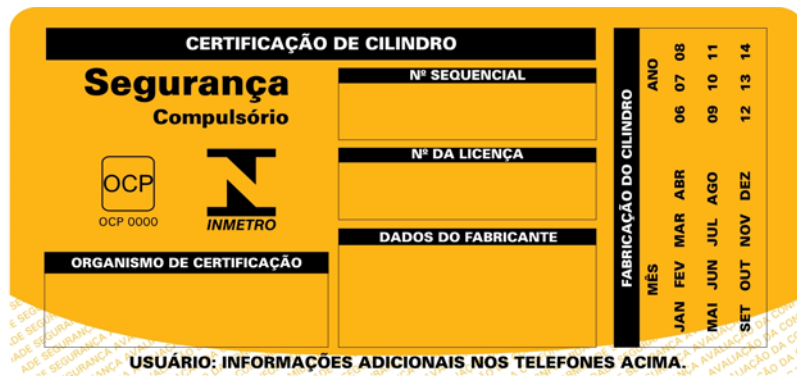 CERTIFICAÇÃO DE CILINDRO
Segurança
Compulsório
OCP
OCP 0000
INMETRO
ORGANISMO DE CERTIFICAÇÃO
Nº SEQUENCIAL
Nº DA LICENÇA
DADOS DO FABRICANTE
FABRICAÇÃO DO CILINDRO
MÊS ANO
JAN FEV MAR ABR 06 07 08
MAI JUN JUL AGO 09 10 11
SET OUT NOV DEZ 12 13 14
USUÁRIO: INFORMAÇÕES ADICIONAIS NOS TELEFONES ACIMA.